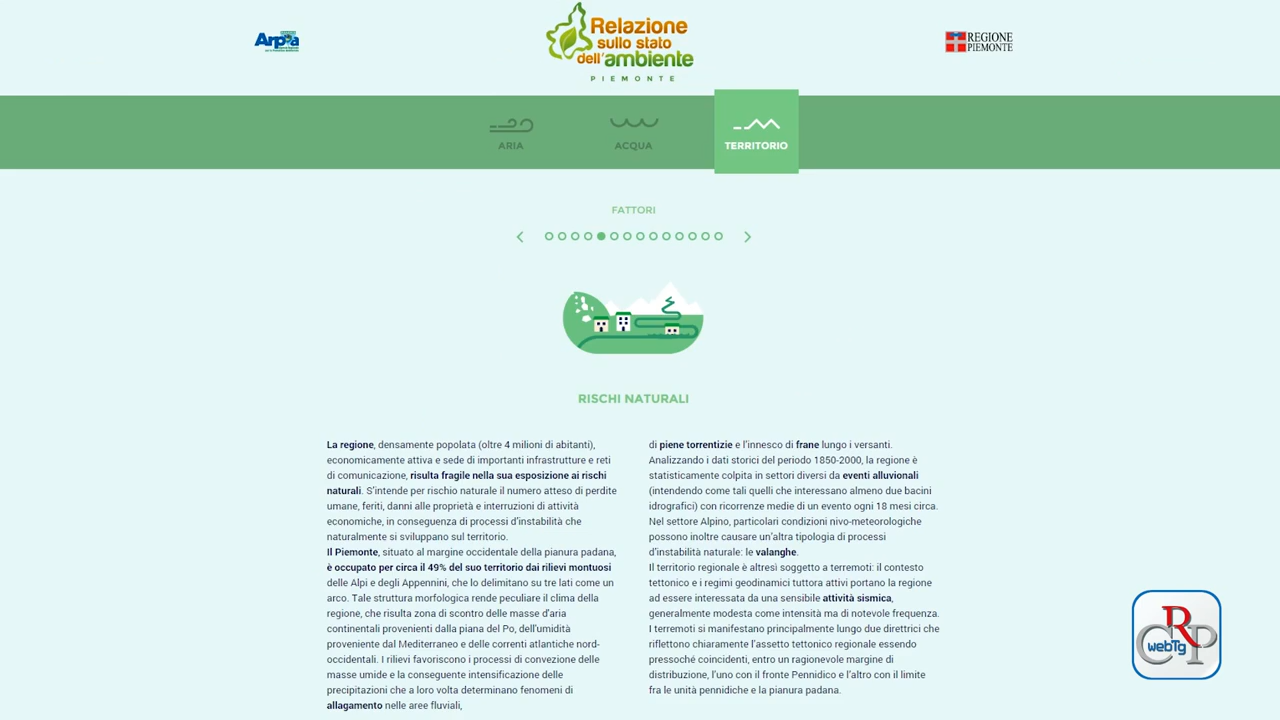 Arpa
Relazione
sullo stato
dell'ambiente
PIEMONTE
REGIONE
PIEMONTE
ARIA
ACQUA
TERRITORIO
FATTORI
RISCHI NATURALI
La regione, densamente popolata (oltre 4 milioni di abitanti),
economicamente attiva e sede di importanti infrastrutture e reti
di comunicazione, risulta fragile nella sua esposizione ai rischi
naturali. S'intende per rischio naturale il numero atteso di perdite
umane, feriti, danni alle proprietà e interruzioni di attività
economiche, in conseguenza di processi d'instabilità che
naturalmente si sviluppano sul territorio.
Il Piemonte, situato al margine occidentale della pianura padana,
è occupato per circa il 49% del suo territorio dai rilievi montuosi
delle Alpi e degli Appennini, che lo delimitano su tre lati come un
arco. Tale struttura morfologica rende peculiare il clima della
regione, che risulta zona di scontro delle masse d'aria
continentali provenienti dalla piana del Po, dell'umidità
proveniente dal Mediterraneo e delle correnti atlantiche nord-
occidentali. I rilievi favoriscono i processi di convezione delle
masse umide e la conseguente intensificazione delle
precipitazioni che a loro volta determinano fenomeni di
allagamento nelle aree fluviali,
di piene torrentizie e l'innesco di frane lungo i versanti.
Analizzando i dati storici del periodo 1850-2000, la regione è
statisticamente colpita in settori diversi da eventi alluvionali
(intendendo come tali quelli che interessano almeno due bacini
idrografici) con ricorrenze medie di un evento ogni 18 mesi circa.
Nel settore Alpino, particolari condizioni nivo-meteorologiche
possono inoltre causare un'altra tipologia di processi
d'instabilità naturale: le valanghe.
Il territorio regionale è altresì soggetto a terremoti: il contesto
tettonico e i regimi geodinamici tuttora attivi portano la regione
ad essere interessata da una sensibile attività sismica,
generalmente modesta come intensità ma di notevole frequenza.
I terremoti si manifestano principalmente lungo due direttrici che
riflettono chiaramente l'assetto tettonico regionale essendo
pressoché coincidenti, entro un ragionevole margine di
distribuzione, l'uno con il fronte Pennidico e l'altro con il limite
fra le unità pennidiche e la pianura padana.
CRP
webTg